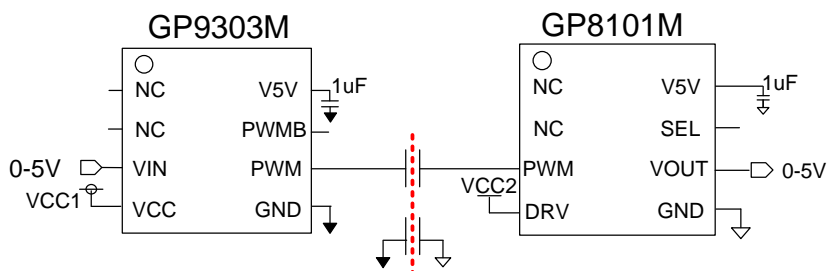 GP9303M
GP8101M
NC V5V 1uF
NC PWMB
0-5V VIN PWM
VCC1 VCC GND
NC V5V 1uF
NC SEL
PWM VOUT 0-5V
VCC2 DRV GND